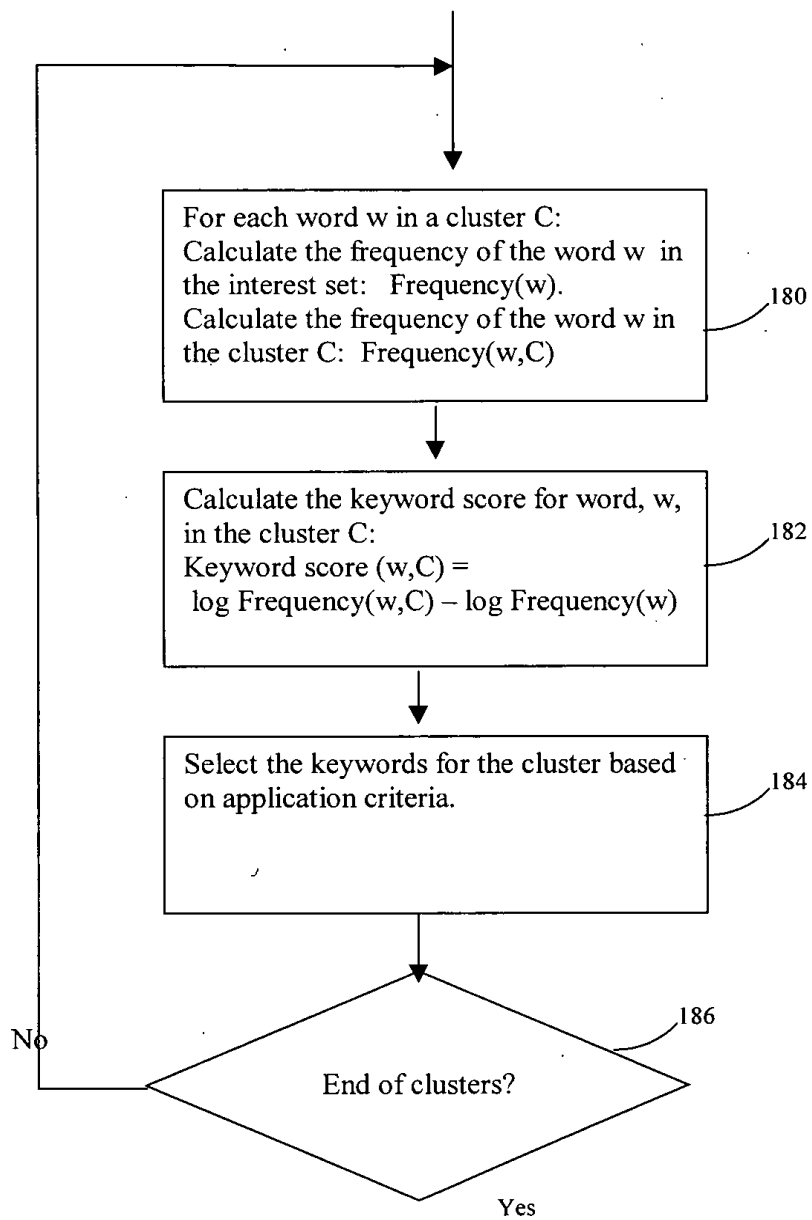 For each word w in a cluster C:
Calculate the frequency of the word w in
the interest set: Frequency(w).
Calculate the frequency of the word w in
the cluster C: Frequency(w,C)
180
Calculate the keyword score for word, w,
in the cluster C:
Keyword score (w,C) =
log Frequency(w,C) – log Frequency(w)
182
Select the keywords for the cluster based
on application criteria.
184
186
No
End of clusters?
Yes